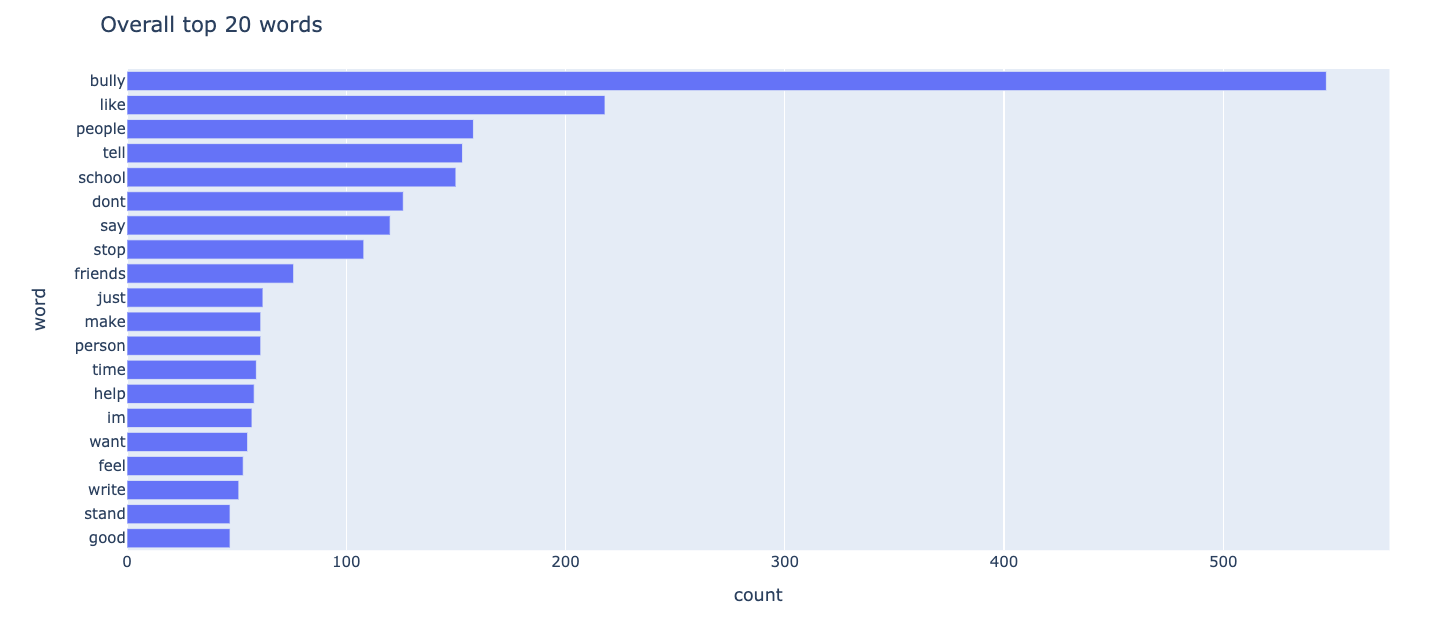 Overall top 20 words
bully
like
people
tell
school
dont
say
stop
friends
just
make
person
time
help
im
want
feel
write
stand
good
word
0 100 200 300 400 500
count